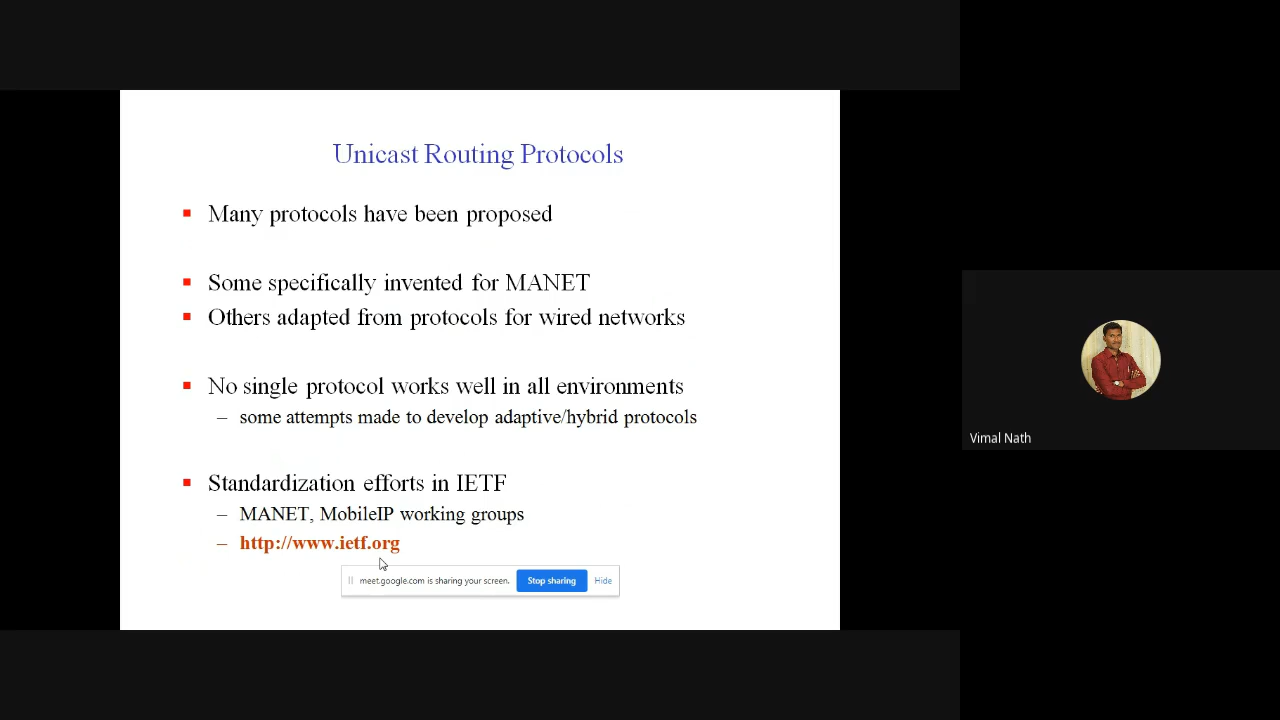 Unicast Routing Protocols
Many protocols have been proposed
Some specifically invented for MANET
Others adapted from protocols for wired networks
No single protocol works well in all environments
– some attempts made to develop adaptive/hybrid protocols
Standardization efforts in IETF
– MANET, MobileIP working groups
– http://www.ietf.org
meet.google.com is sharing your screen. Stop sharing Hide
Vimal Nath